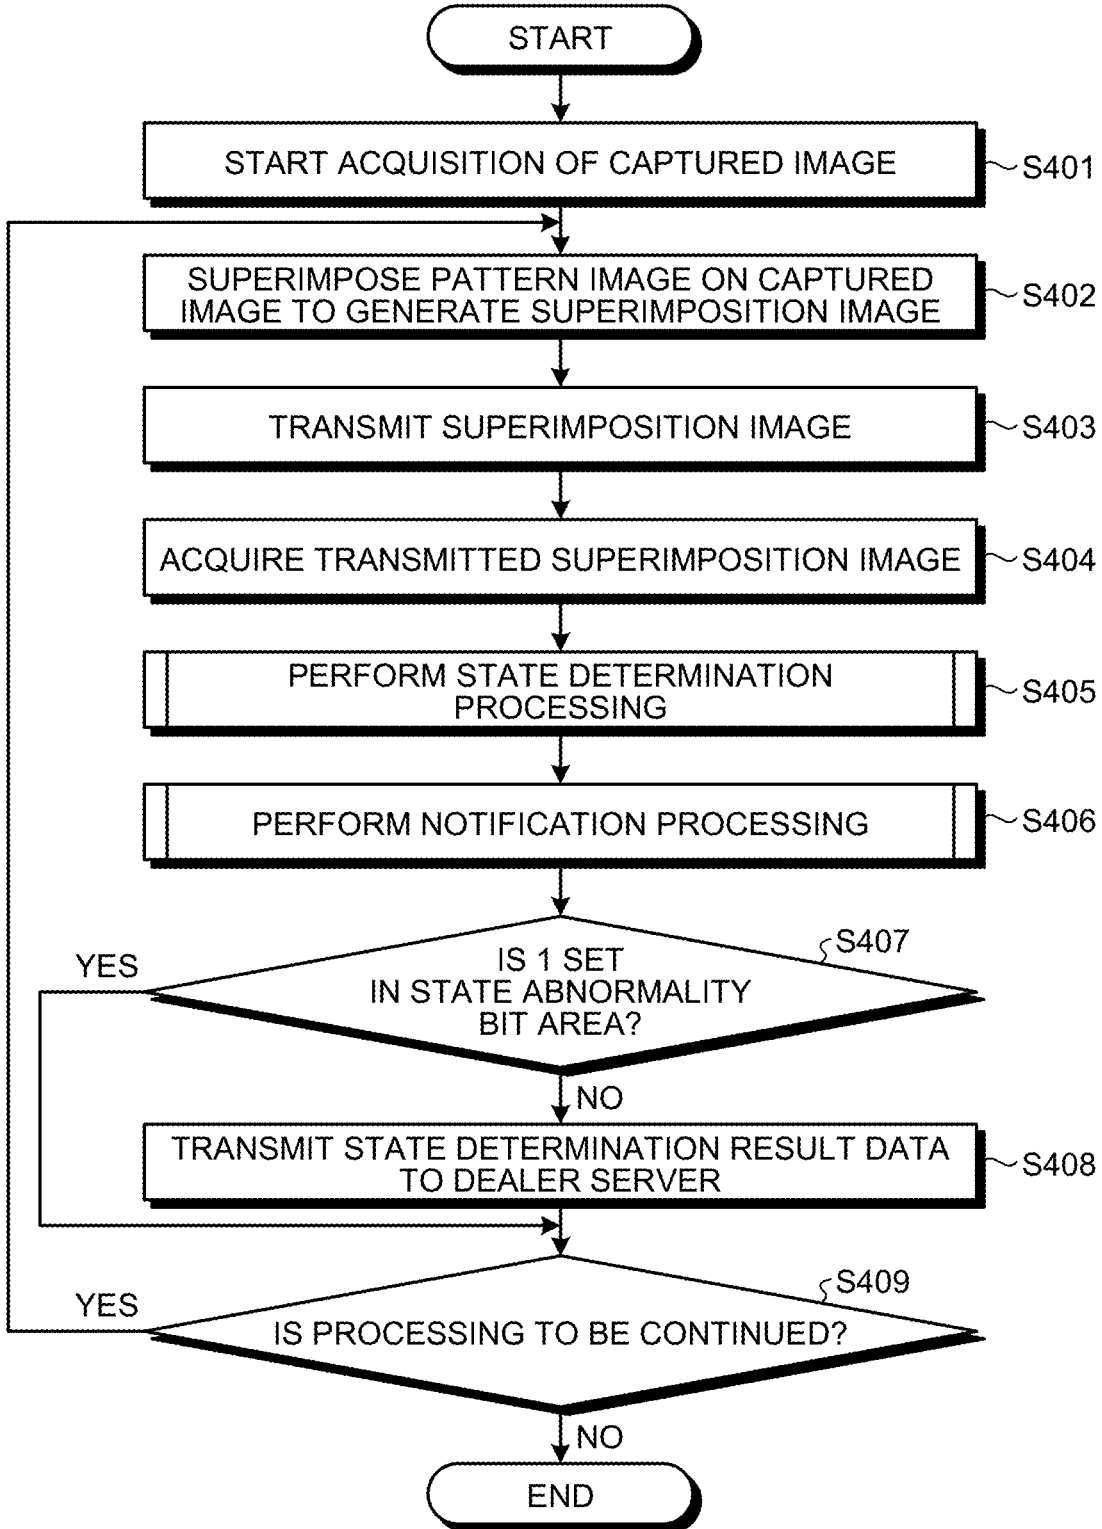 START
START ACQUISITION OF CAPTURED IMAGE
S401
SUPERIMPOSE PATTERN IMAGE ON CAPTURED
IMAGE TO GENERATE SUPERIMPOSITION IMAGE
S402
TRANSMIT SUPERIMPOSITION IMAGE
S403
ACQUIRE TRANSMITTED SUPERIMPOSITION IMAGE
S404
PERFORM STATE DETERMINATION
PROCESSING
S405
PERFORM NOTIFICATION PROCESSING
S406
S407
YES
IS 1 SET
IN STATE ABNORMALITY
BIT AREA?
NO
TRANSMIT STATE DETERMINATION RESULT DATA
TO DEALER SERVER
S408
S409
YES
IS PROCESSING TO BE CONTINUED?
NO
END